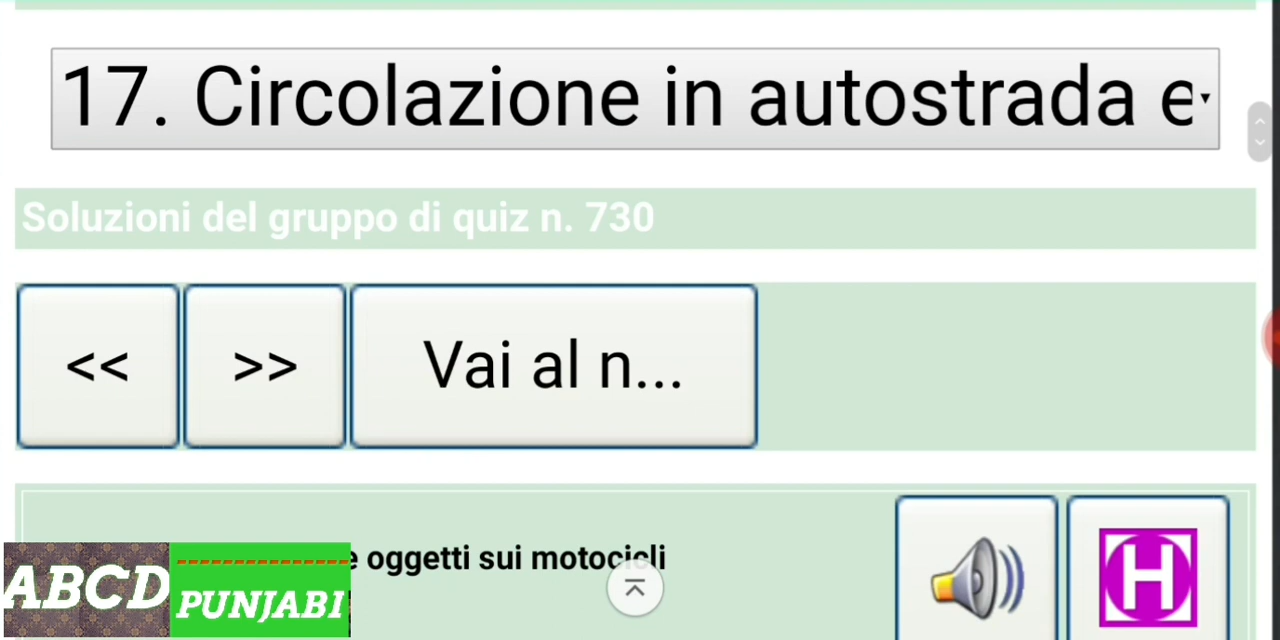 17. Circolazione in autostrada e
Soluzioni del gruppo di quiz n. 730
<<
>>
Vai al n...
e oggetti sui motocicli
H
ABCD
PUNJABI